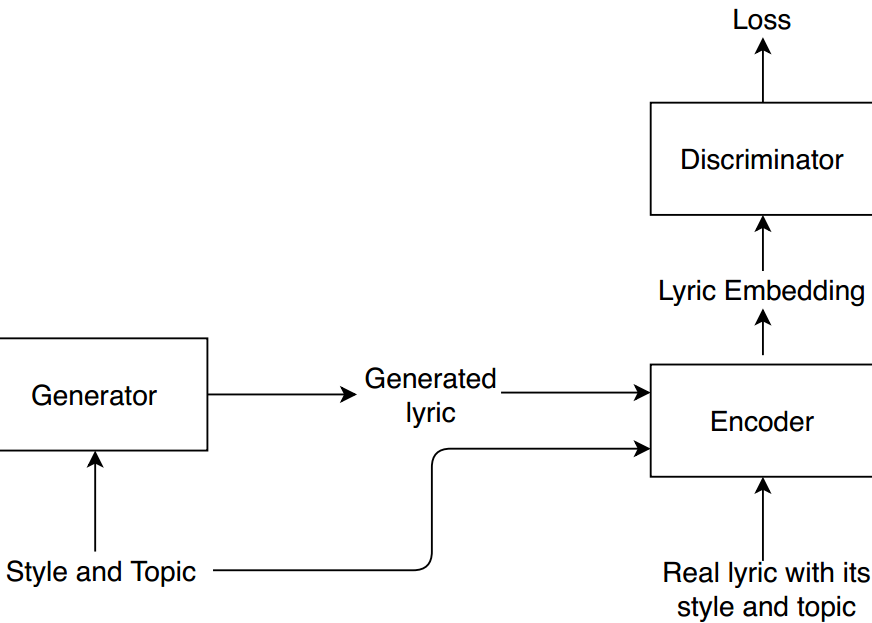 Loss
Discriminator
Lyric Embedding
Generator
Generated
lyric
Encoder
Style and Topic
Real lyric with its
style and topic